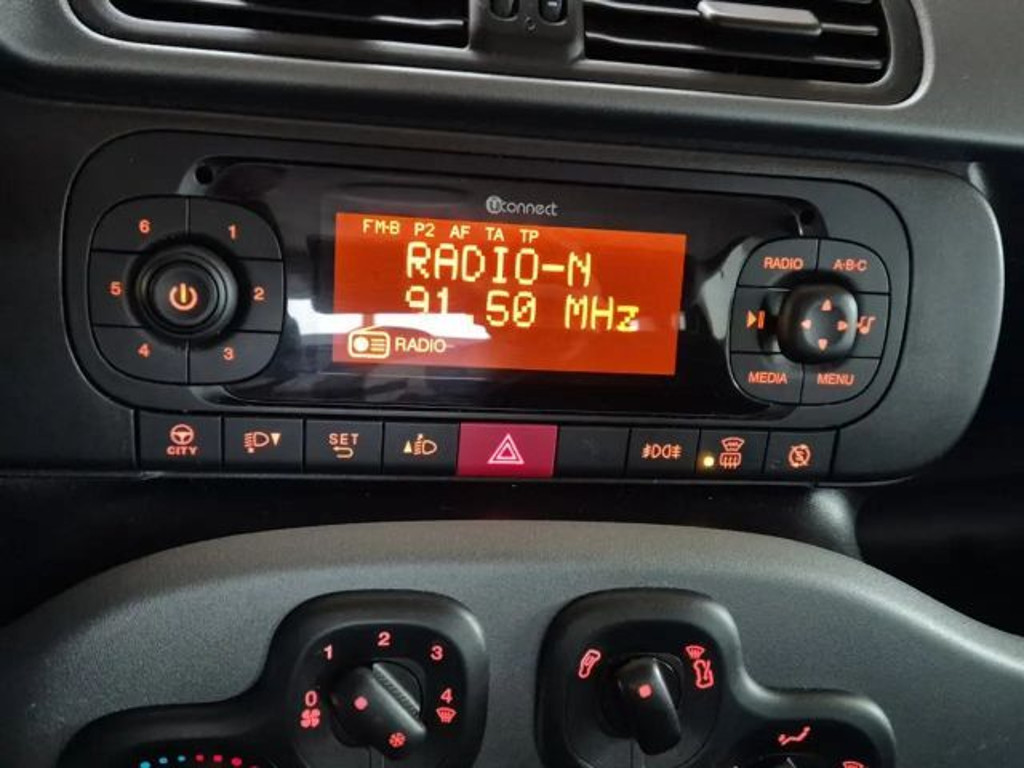 Uconnect
FM-B P2 AF TA TP
RADIO-N
91.50 MHz
RADIO
6
1
5
2
4
3
RADIO
A-B-C
MEDIA
MENU
CITY
SET
0
1
2
3
4